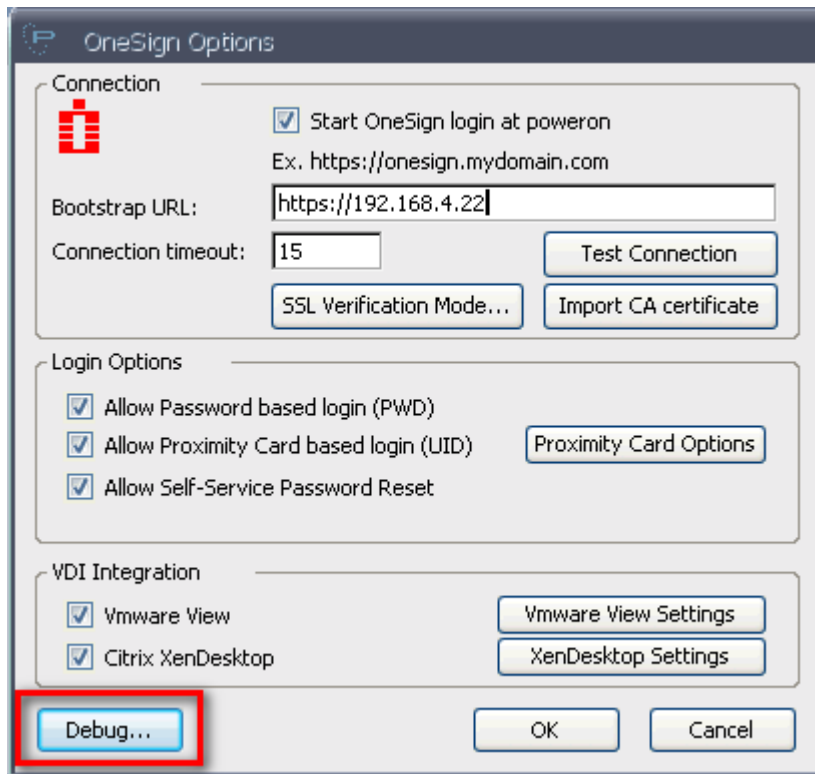 OneSign Options
Connection
Start OneSign login at poweron
Ex. https://onesign.mydomain.com
Bootstrap URL: https://192.168.4.22
Connection timeout: 15 Test Connection
SSL Verification Mode... Import CA certificate
Login Options
Allow Password based login (PWD)
Allow Proximity Card based login (UID) Proximity Card Options
Allow Self-Service Password Reset
VDI Integration
Vmware View Vmware View Settings
Citrix XenDesktop XenDesktop Settings
Debug... OK Cancel